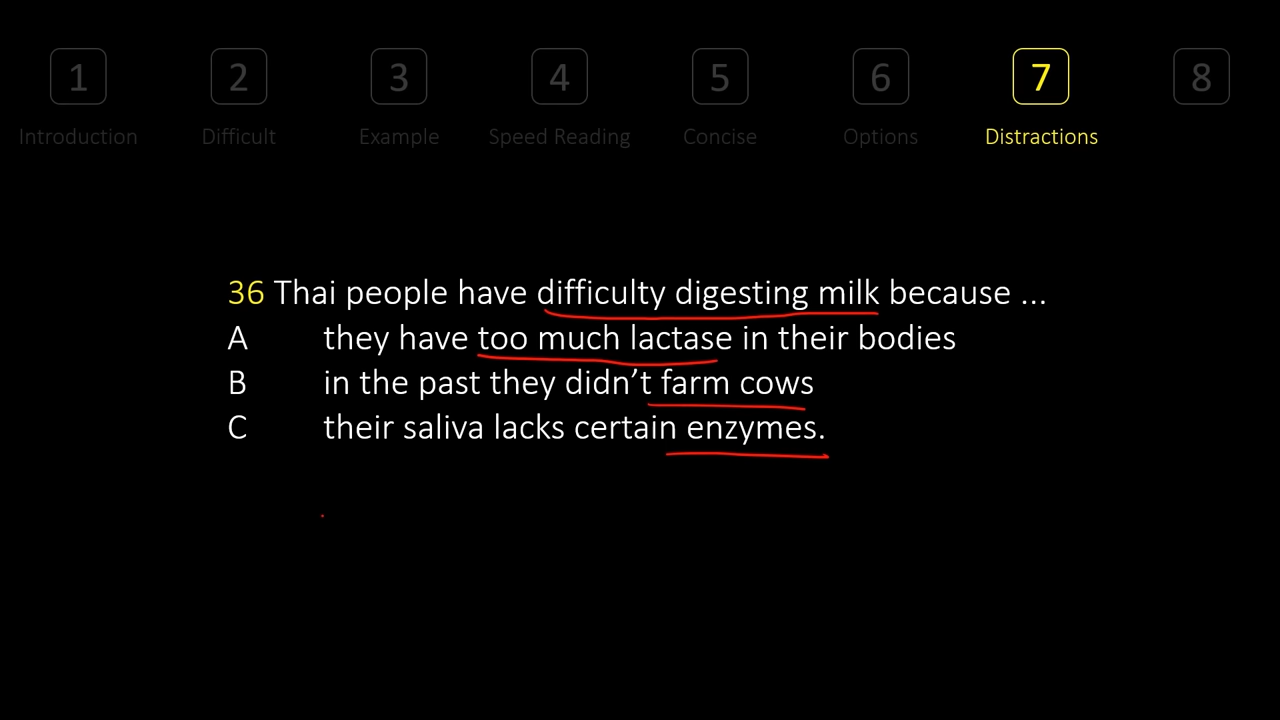 1 2 3 4 5 6 7 8
Introduction Difficult Example Speed Reading Concise Options Distractions
36 Thai people have difficulty digesting milk because ...
A they have too much lactase in their bodies
B in the past they didn’t farm cows
C their saliva lacks certain enzymes.